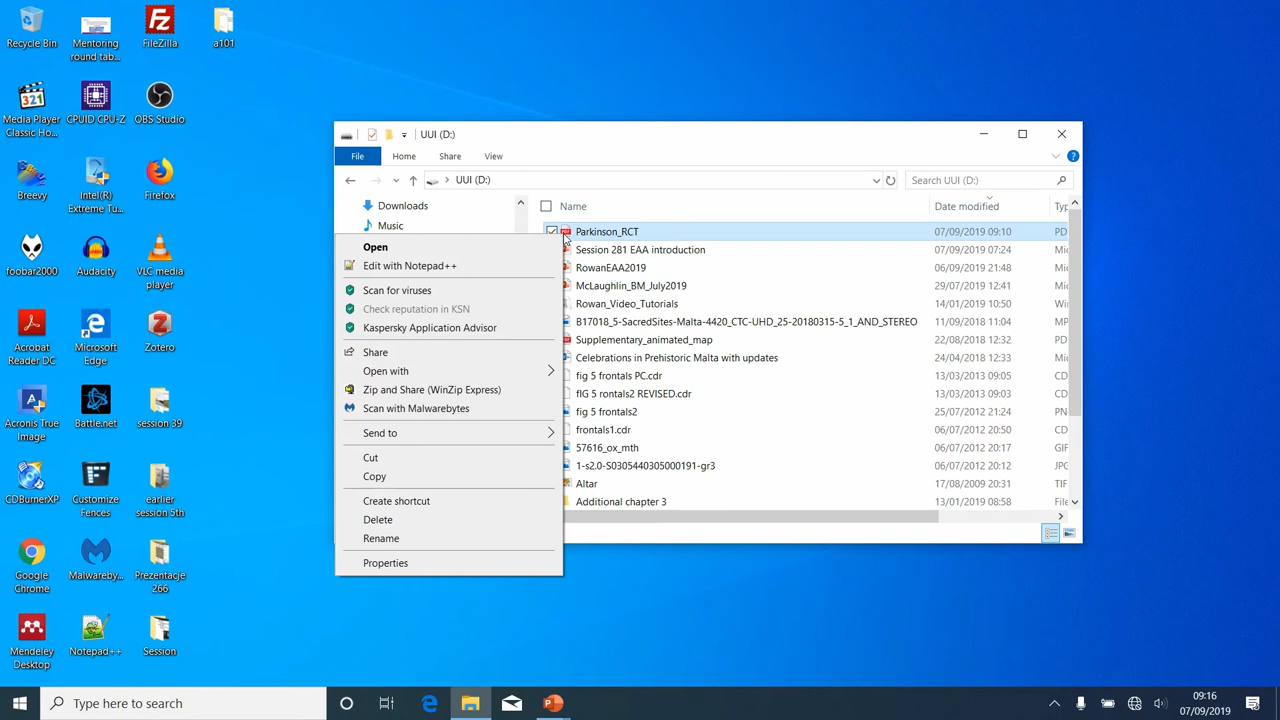 Recycle Bin
Mentoring
round tab...
FileZilla
a101
Media Player
Classic Ho...
CPUID CPU-Z
OBS Studio
Breevy
Intel(R)
Extreme Tu...
Firefox
foobar2000
Audacity
VLC media
player
Acrobat
Reader DC
Microsoft
Edge
Zotero
Acronis True
Image
Battle.net
session 39
CDBurnerXP
Customize
Fences
earlier
session 5th
Google
Chrome
Malwareby...
Prezentacje
266
Mendeley
Desktop
Notepad++
Session
UUI (D:)
File
Home
Share
View
UUI (D:)
Search UUI (D:)
Downloads
Music
Name
Date modified
Typ
Parkinson_RCT 07/09/2019 09:10 PD
Session 281 EAA introduction 07/09/2019 07:24 Mic
RowanEAA2019 06/09/2019 21:48 Mic
McLaughlin_BM_July2019 29/07/2019 12:41 Mic
Rowan_Video_Tutorials 14/01/2019 10:50 Wi
B17018_5-SacredSites-Malta-4420_CTC-UHD_25-20180315-5_1_AND_STEREO 11/09/2018 11:04 MP
Supplementary_animated_map 22/08/2018 12:32 PD
Celebrations in Prehistoric Malta with updates 24/04/2018 12:33 Mic
fig 5 frontals PC.cdr 13/03/2013 09:05 CD
fIG 5 rontals2 REVISED.cdr 13/03/2013 09:03 CD
fig 5 frontals2 25/07/2012 21:24 PN
frontals1.cdr 06/07/2012 20:50 CD
57616_ox_mth 06/07/2012 20:17 GIF
1-s2.0-S0305440305000191-gr3 06/07/2012 20:12 JPG
Altar 17/08/2009 20:31 TIF
Additional chapter 3 13/01/2019 08:58 File
Open
Edit with Notepad++
Scan for viruses
Check reputation in KSN
Kaspersky Application Advisor
Share
Open with
Zip and Share (WinZip Express)
Scan with Malwarebytes
Send to
Cut
Copy
Create shortcut
Delete
Rename
Properties
Type here to search
09:16
07/09/2019